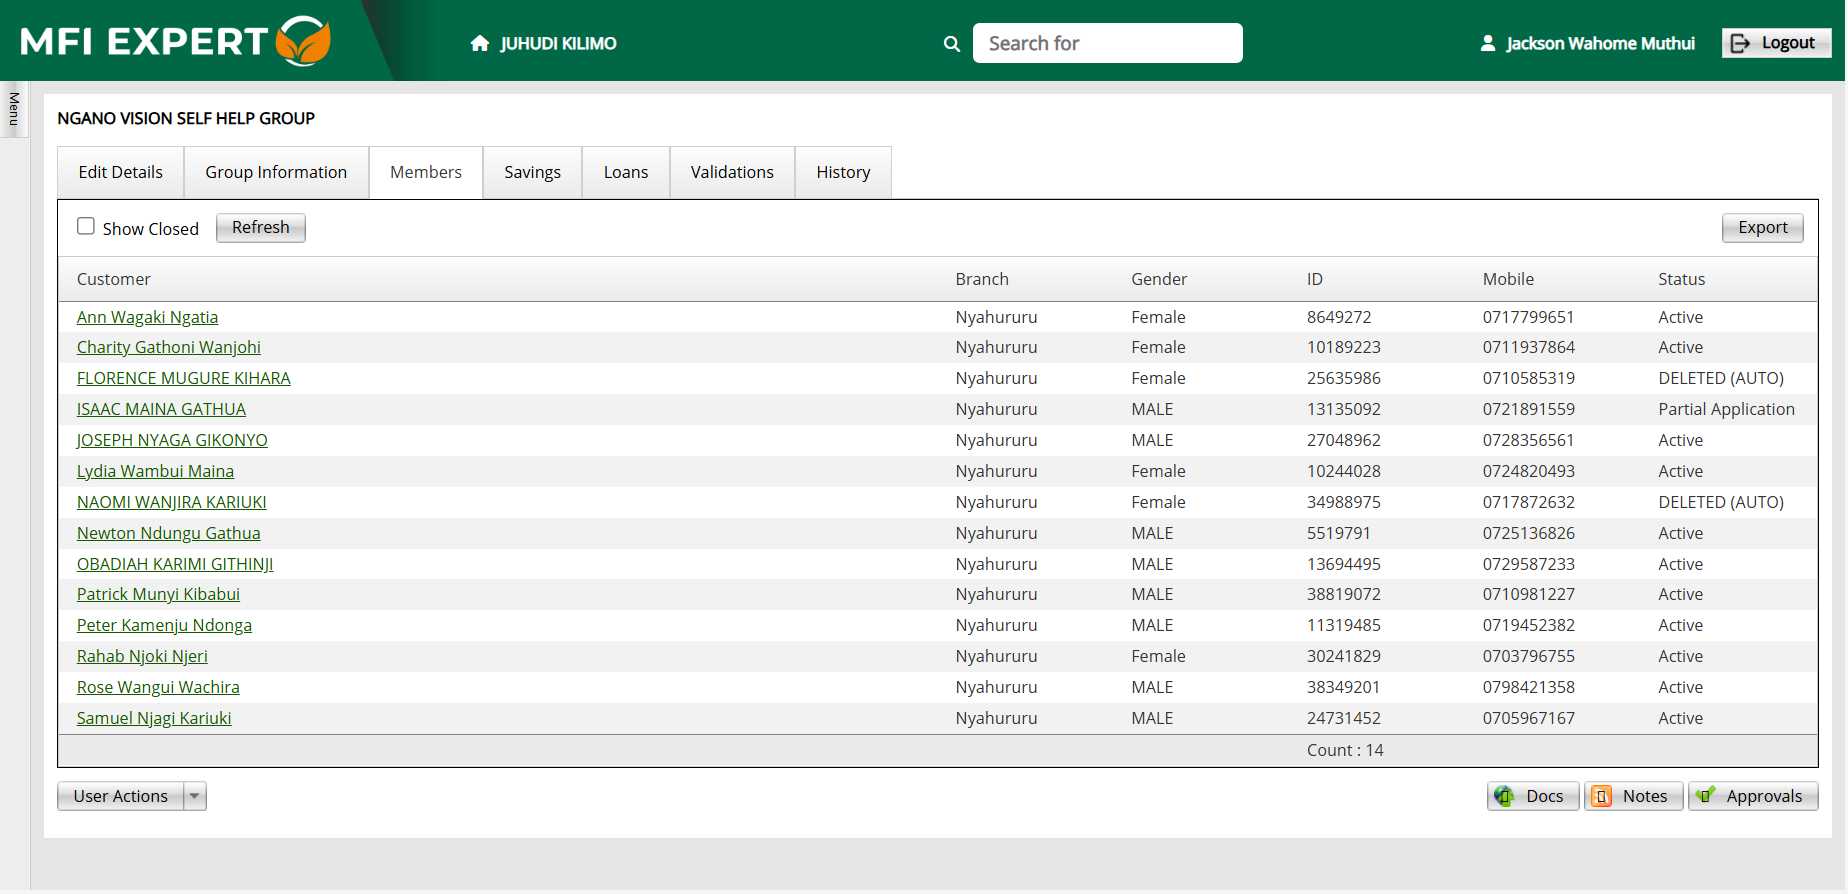 MFI EXPERT JUHUDI KILIMO Search for Jackson Wahome Muthui Logout
Menu
NGANO VISION SELF HELP GROUP
Edit Details Group Information Members Savings Loans Validations History
Show Closed Refresh Export
Customer Branch Gender ID Mobile Status
Ann Wagaki Ngatia Nyahururu Female 8649272 0717799651 Active
Charity Gathoni Wanjohi Nyahururu Female 10189223 0711937864 Active
FLORENCE MUGURE KIHARA Nyahururu Female 25635986 0710585319 DELETED (AUTO)
ISAAC MAINA GATHUA Nyahururu MALE 13135092 0721891559 Partial Application
JOSEPH NYAGA GIKONYO Nyahururu MALE 27048962 0728356561 Active
Lydia Wambui Maina Nyahururu Female 10244028 0724820493 Active
NAOMI WANJIRA KARIUKI Nyahururu Female 34988975 0717872632 DELETED (AUTO)
Newton Ndungu Gathua Nyahururu MALE 5519791 0725136826 Active
OBADIAH KARIMI GITHINJI Nyahururu MALE 13694495 0729587233 Active
Patrick Munyi Kibabui Nyahururu MALE 38819072 0710981227 Active
Peter Kamenju Ndonga Nyahururu MALE 11319485 0719452382 Active
Rahab Njoki Njeri Nyahururu Female 30241829 0703796755 Active
Rose Wangui Wachira Nyahururu MALE 38349201 0798421358 Active
Samuel Njagi Kariuki Nyahururu MALE 24731452 0705967167 Active
Count : 14
User Actions Docs Notes Approvals